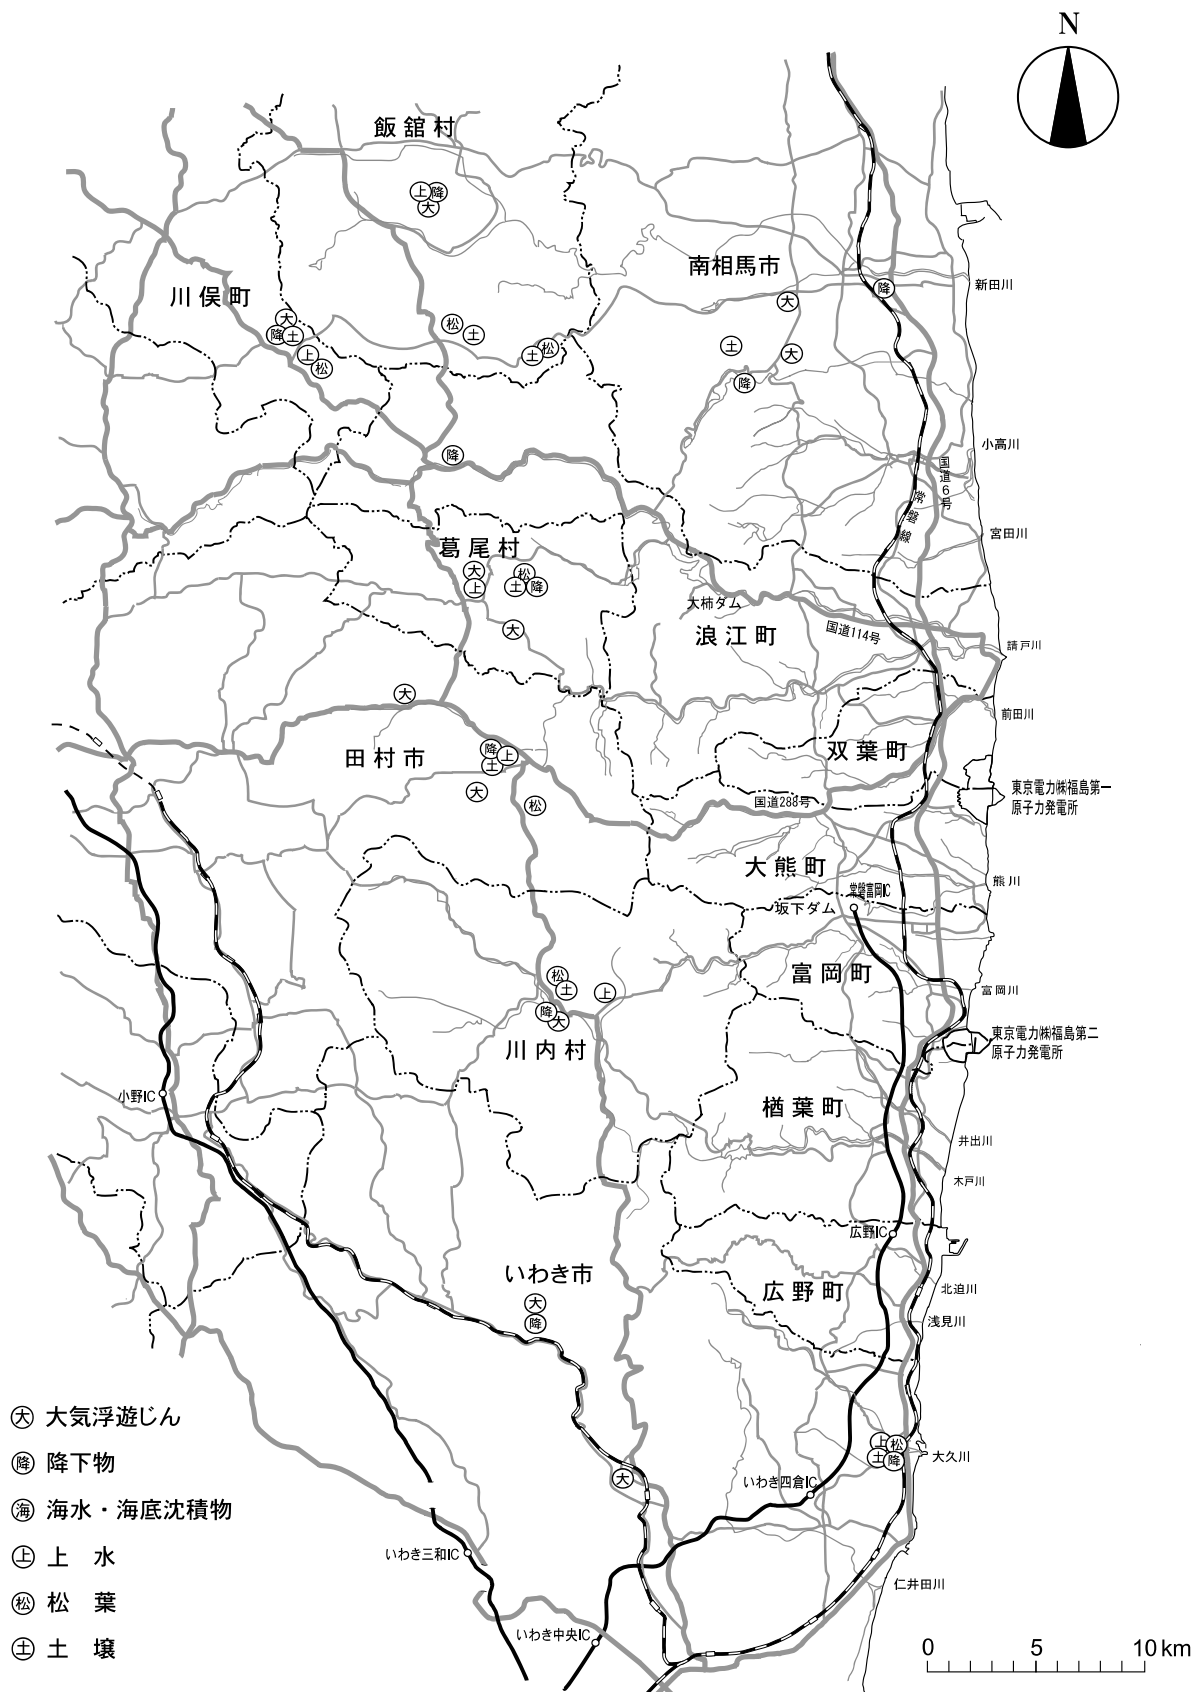 N
飯舘村
上
降
大
南相馬市
新田川
川俣町
大
降
大
降
土
松
土
上
松
土
松
土
大
降
小高川
国道6号
降
常磐線
宮田川
葛尾村
大
松
上
土
降
大柿ダム
大
浪江町
国道114号
請戸川
大
前田川
双葉町
田村市
降
上
土
大
松
国道288号
東京電力㈱福島第一
原子力発電所
大熊町
熊川
常磐富岡IC
坂下ダム
富岡町
松
土
上
富岡川
降
大
川内村
東京電力㈱福島第二
原子力発電所
小野IC
楢葉町
井出川
木戸川
広野IC
いわき市
広野町
北迫川
大
降
浅見川
上
松
土
降
大久川
大
いわき四倉IC
いわき三和IC
仁井田川
いわき中央IC
大 大気浮遊じん
降 降下物
海 海水・海底沈積物
上 上 水
松 松 葉
土 土 壌
0 5 10 km